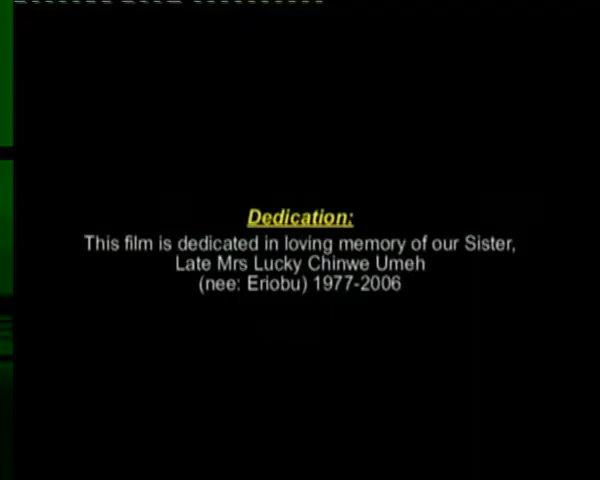 Dedication:
This film is dedicated in loving memory of our Sister,
Late Mrs Lucky Chinwe Umeh
(nee: Eriobu) 1977-2006